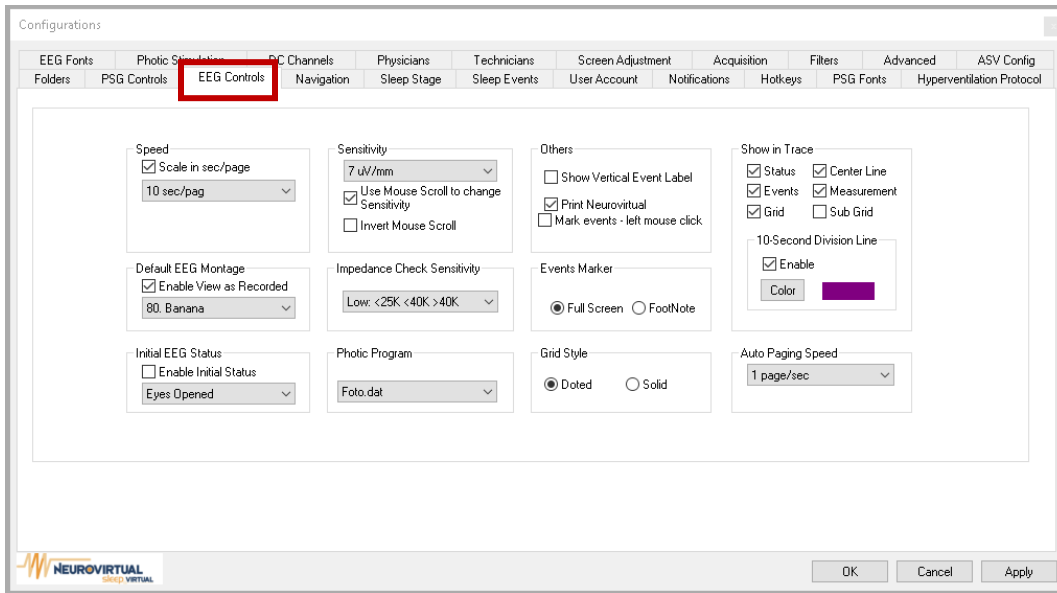 Configurations
EEG Fonts Photic Stimulation DC Channels Physicians Technicians Screen Adjustment Acquisition Filters Advanced ASV Config
Folders PSG Controls EEG Controls Navigation Sleep Stage Sleep Events User Account Notifications Hotkeys PSG Fonts Hyperventilation Protocol
Speed
Scale in sec/page
10 sec/pag
Sensitivity
7 uV/mm
Use Mouse Scroll to change
Sensitivity
Invert Mouse Scroll
Others
Show Vertical Event Label
Print Neurovirtual
Mark events - left mouse click
Show in Trace
Status Center Line
Events Measurement
Grid Sub Grid
10-Second Division Line
Enable
Color
Default EEG Montage
Enable View as Recorded
80. Banana
Impedance Check Sensitivity
Low: <25K <40K >40K
Events Marker
Full Screen FootNote
Initial EEG Status
Enable Initial Status
Eyes Opened
Photic Program
Foto.dat
Grid Style
Doted Solid
Auto Paging Speed
1 page/sec
NEUROVIRTUAL
sleep VIRTUAL
OK Cancel Apply